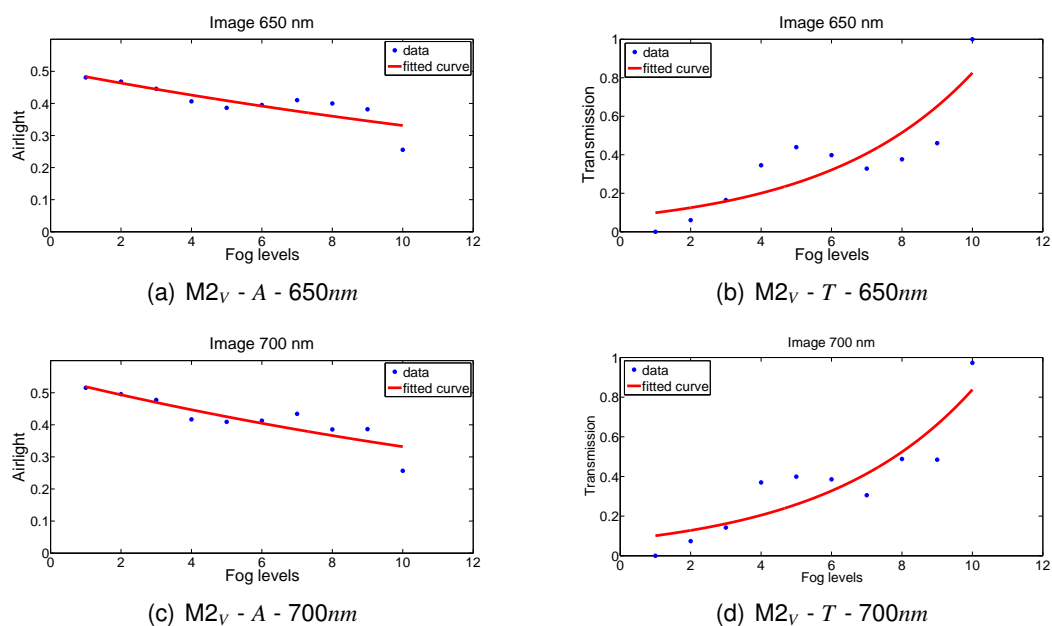 Image 650 nm
Airlight
0.5
0.4
0.3
0.2
0.1
0
0 2 4 6 8 10 12
Fog levels
data
fitted curve
(a) M2V - A - 650nm
Image 650 nm
Transmission
1
0.8
0.6
0.4
0.2
0
0 2 4 6 8 10 12
Fog levels
data
fitted curve
(b) M2V - T - 650nm
Image 700 nm
Airlight
0.5
0.4
0.3
0.2
0.1
0
0 2 4 6 8 10 12
Fog levels
data
fitted curve
(c) M2V - A - 700nm
Image 700 nm
Transmission
1
0.8
0.6
0.4
0.2
0
0 2 4 6 8 10 12
Fog levels
data
fitted curve
(d) M2V - T - 700nm